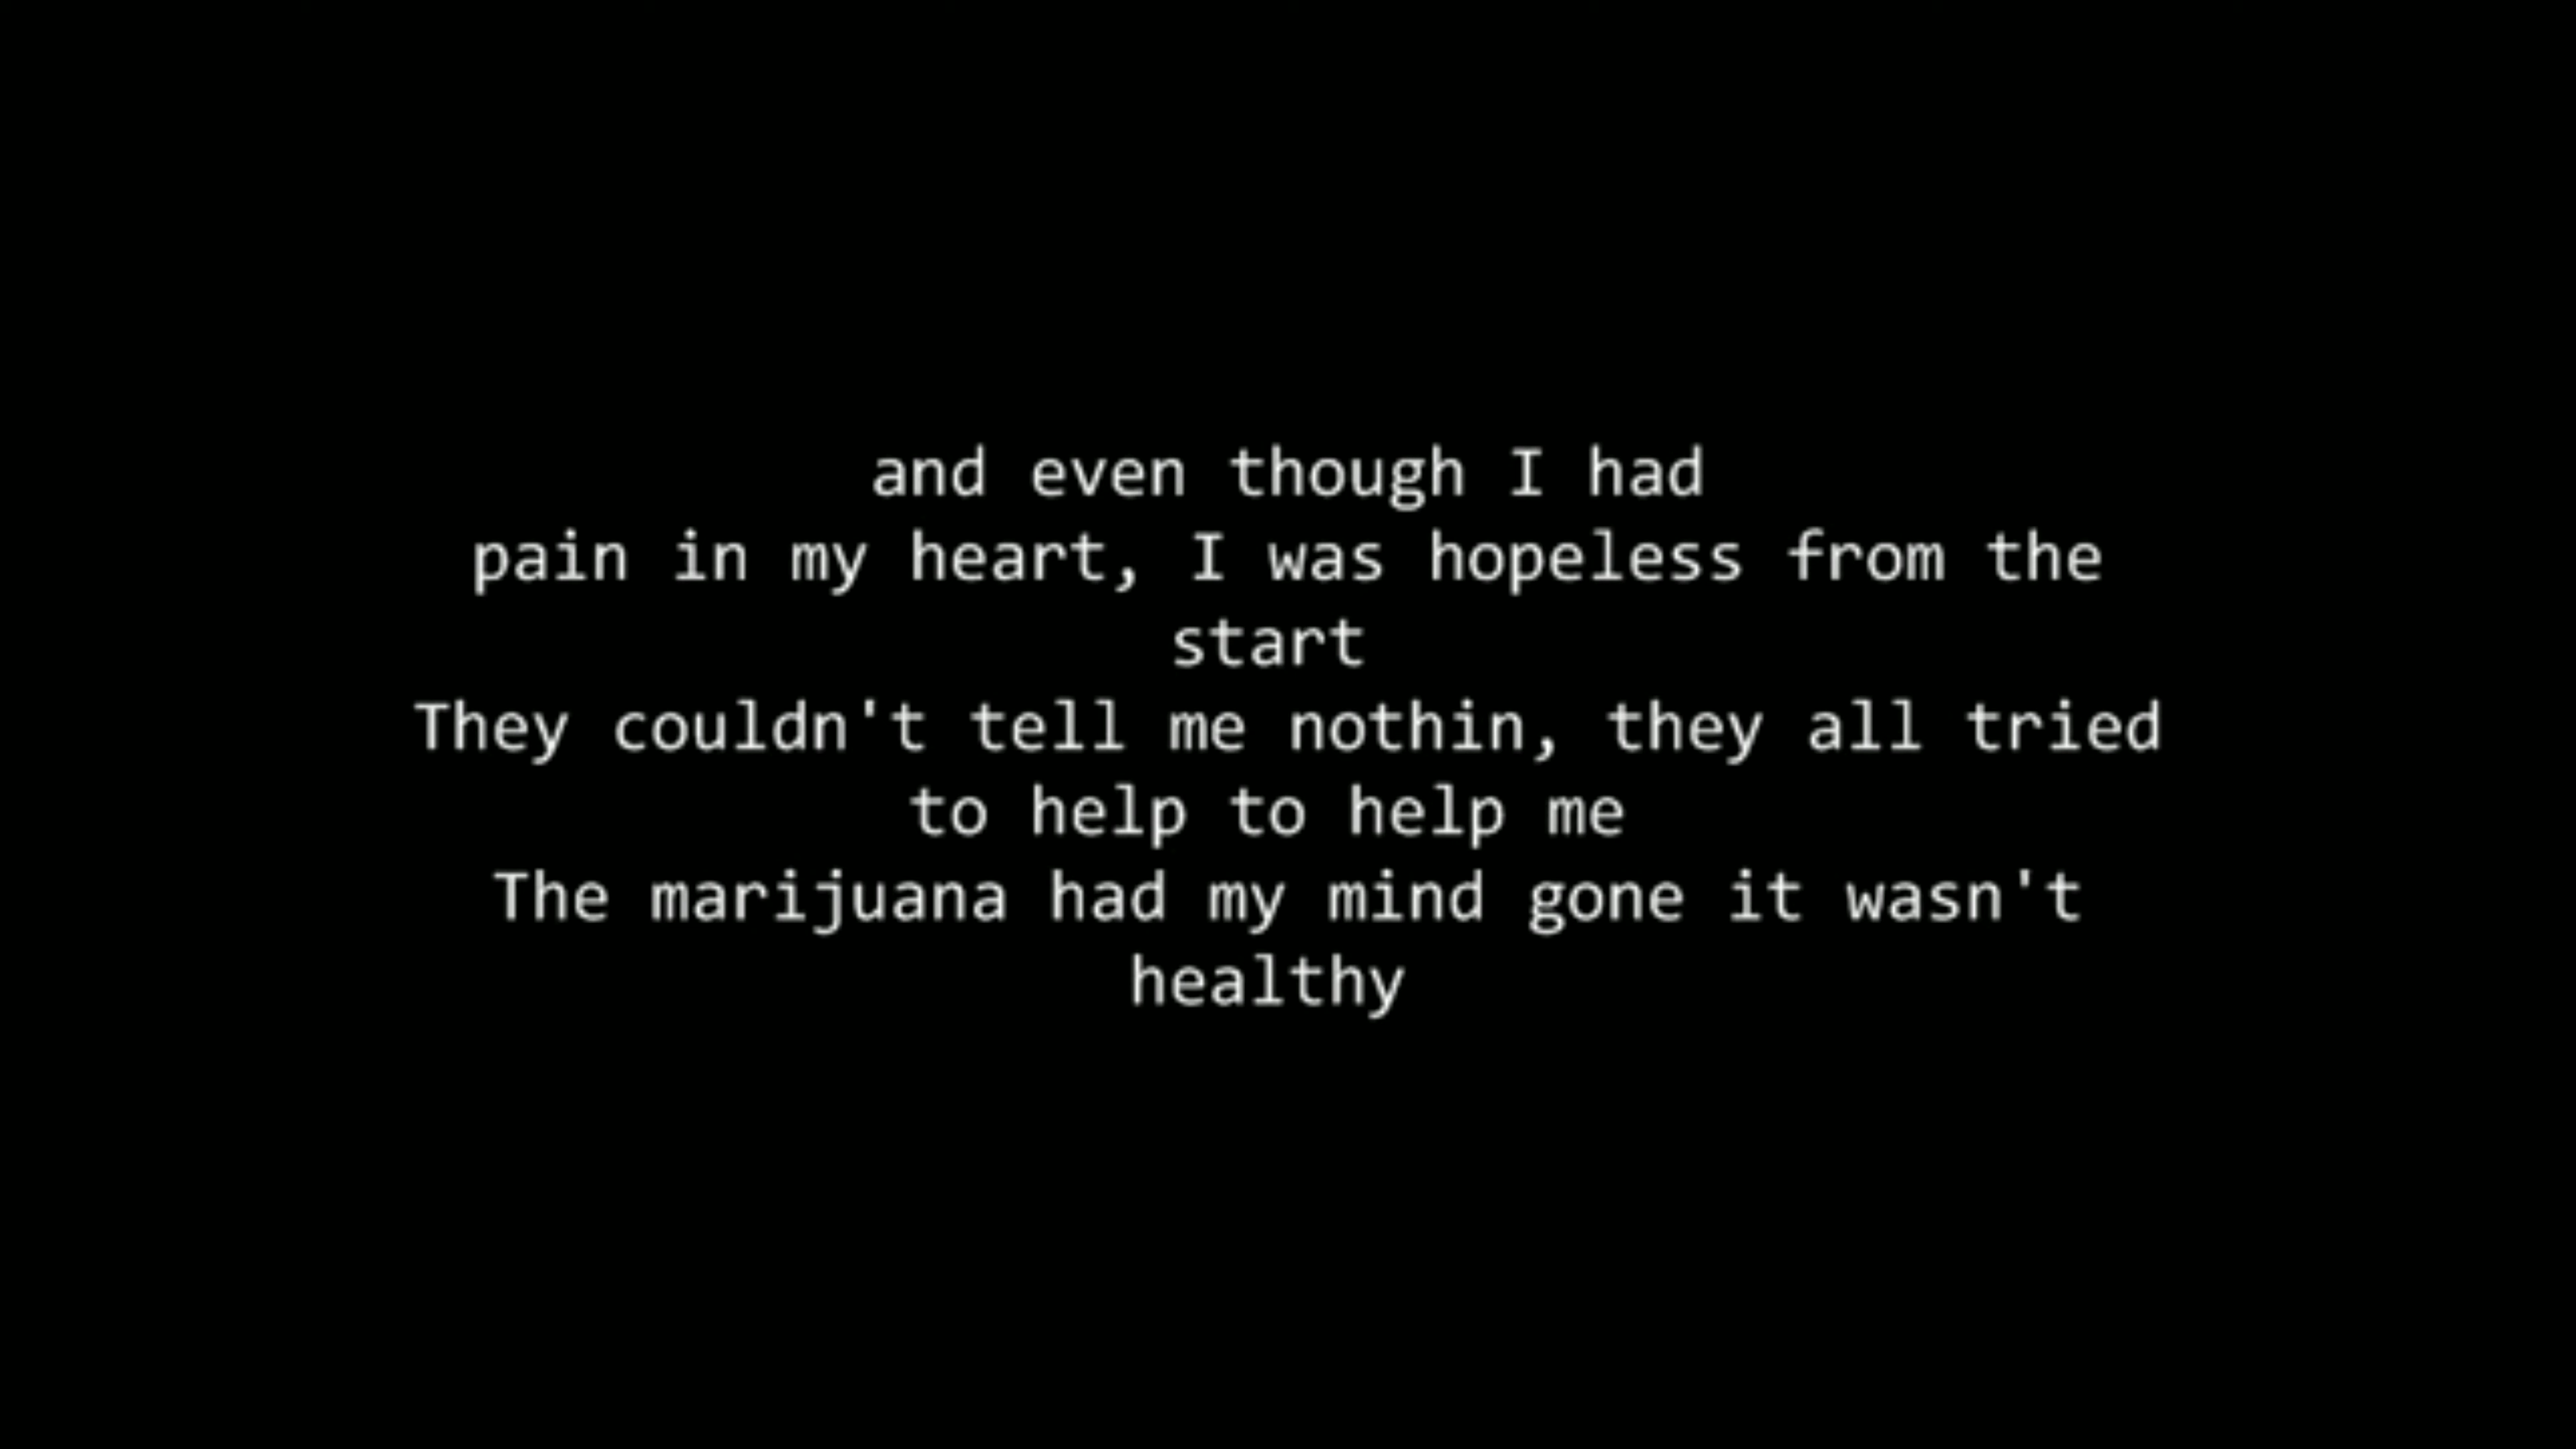 and even though I had
pain in my heart, I was hopeless from the
start
They couldn't tell me nothin, they all tried
to help to help me
The marijuana had my mind gone it wasn't
healthy